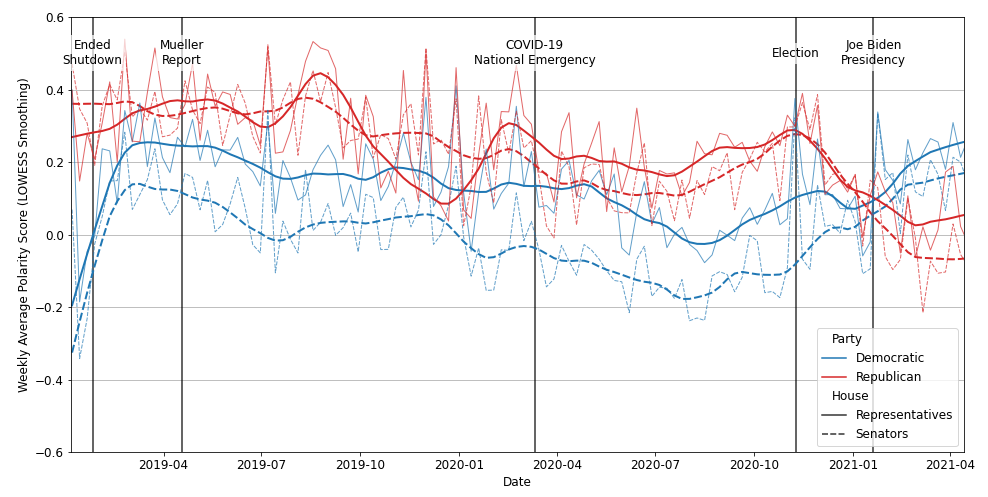 0.6
0.4
0.2
0.0
−0.2
−0.4
−0.6
Weekly Average Polarity Score (LOWESS Smoothing)
Ended
Shutdown
Mueller
Report
COVID-19
National Emergency
Election
Joe Biden
Presidency
Party
Democratic
Republican
House
Representatives
Senators
2019-04
2019-07
2019-10
2020-01
2020-04
2020-07
2020-10
2021-01
2021-04
Date